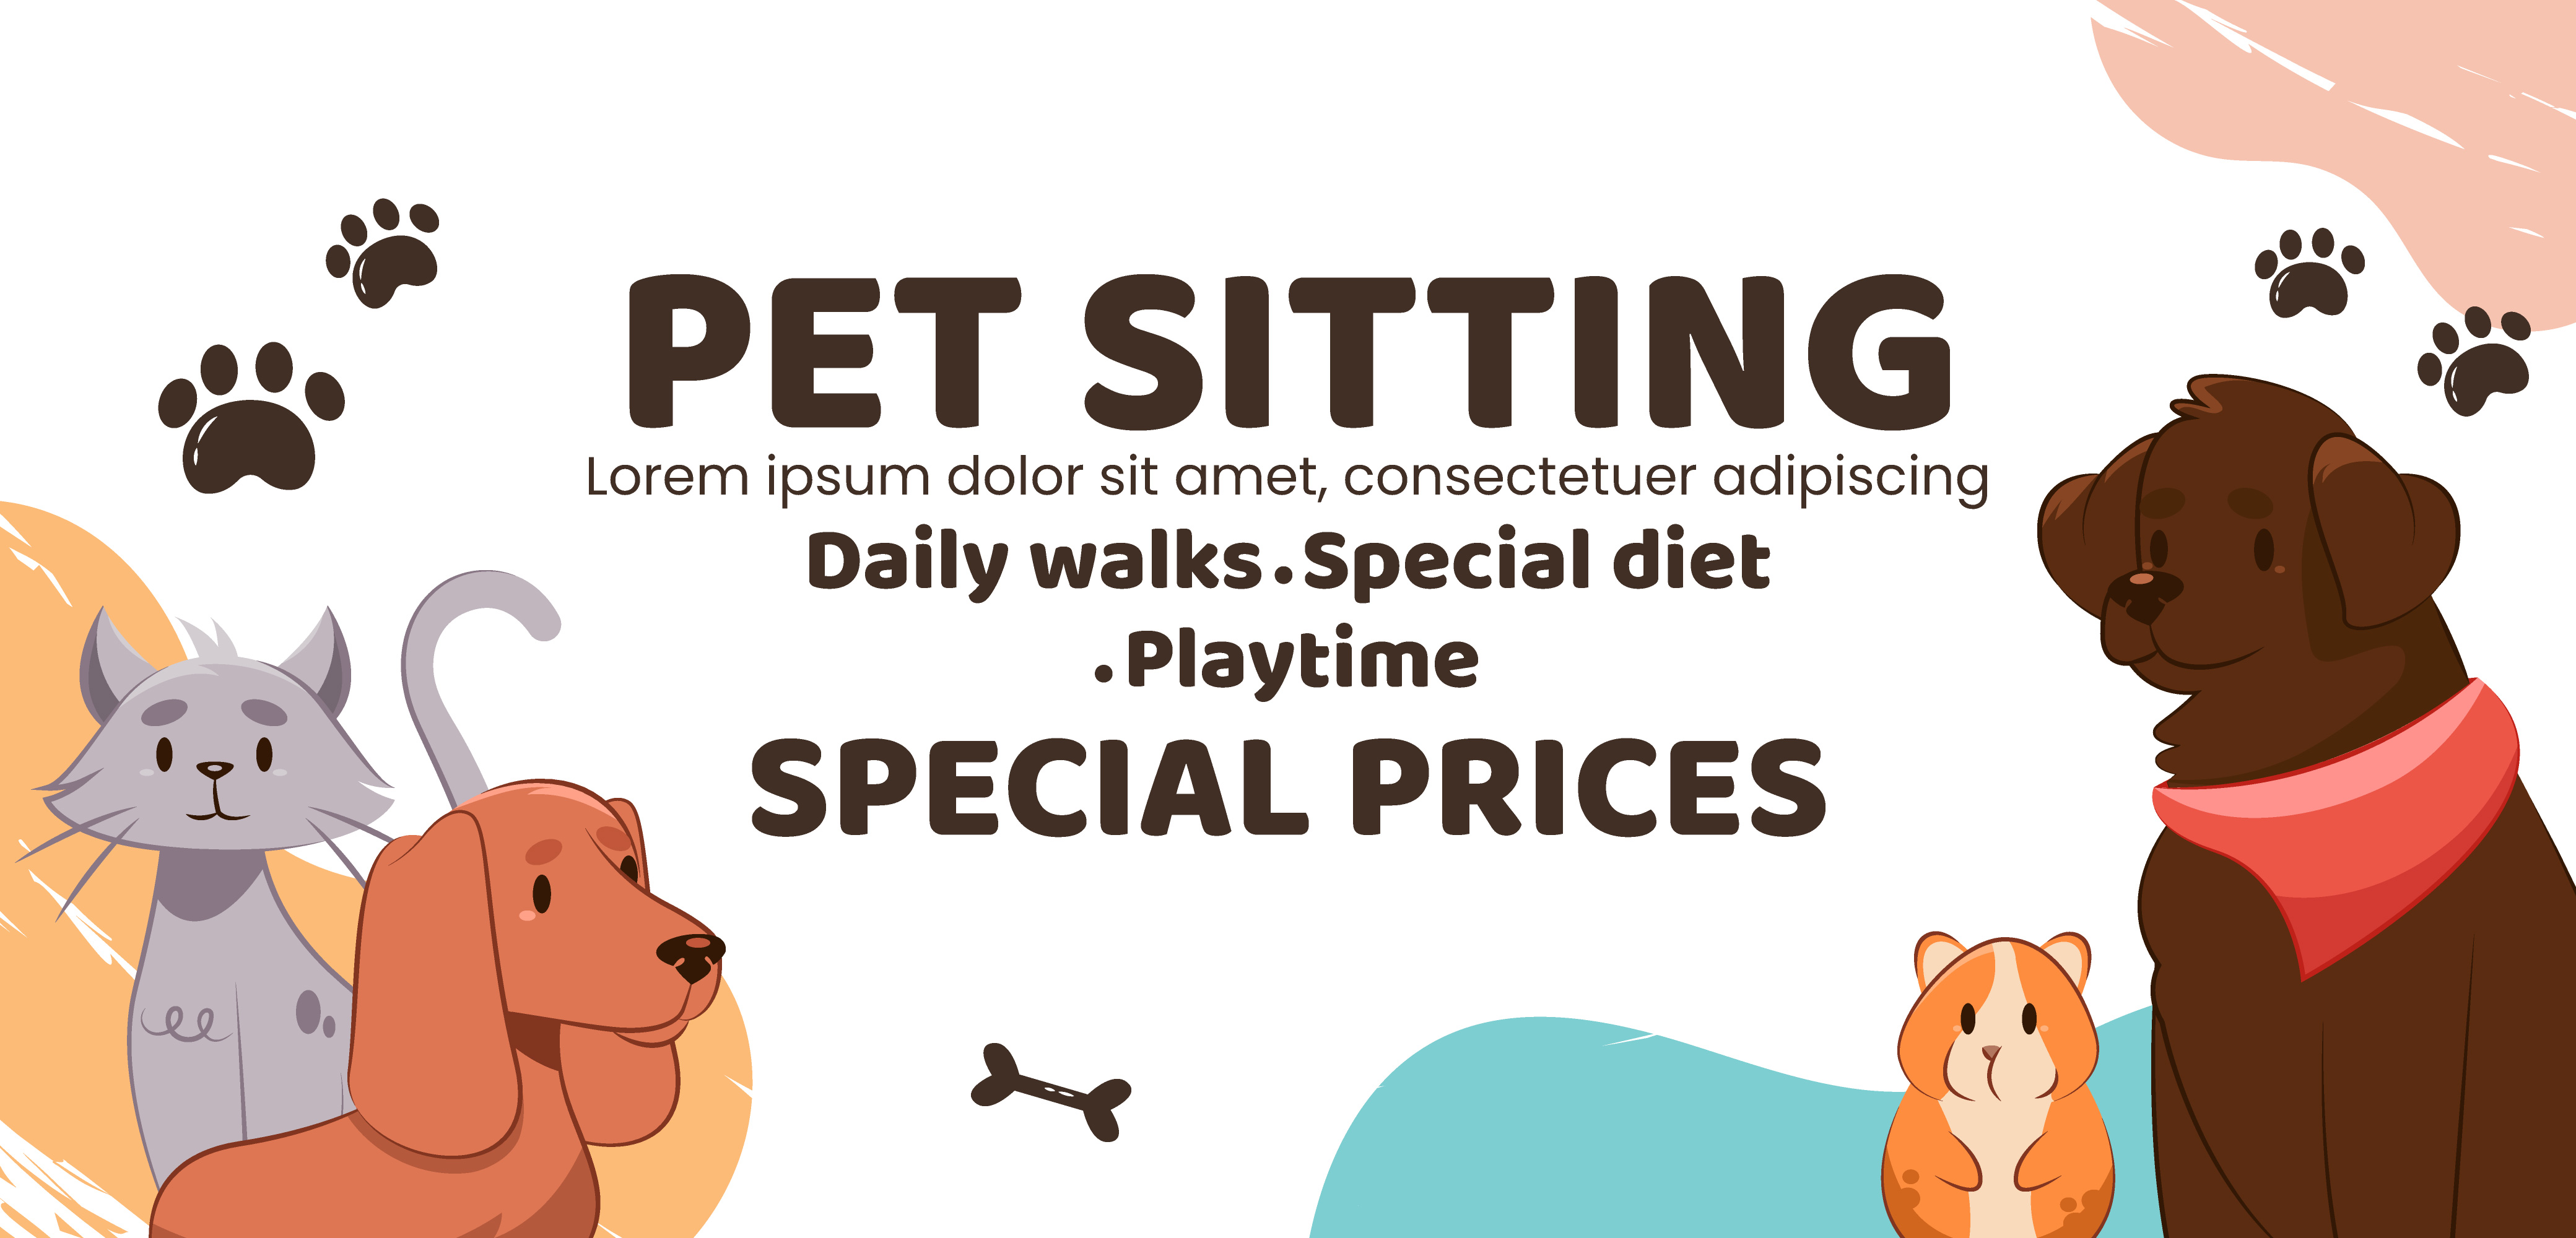 PET SITTING
Lorem ipsum dolor sit amet, consectetuer adipiscing
Daily walks.Special diet
.Playtime
SPECIAL PRICES